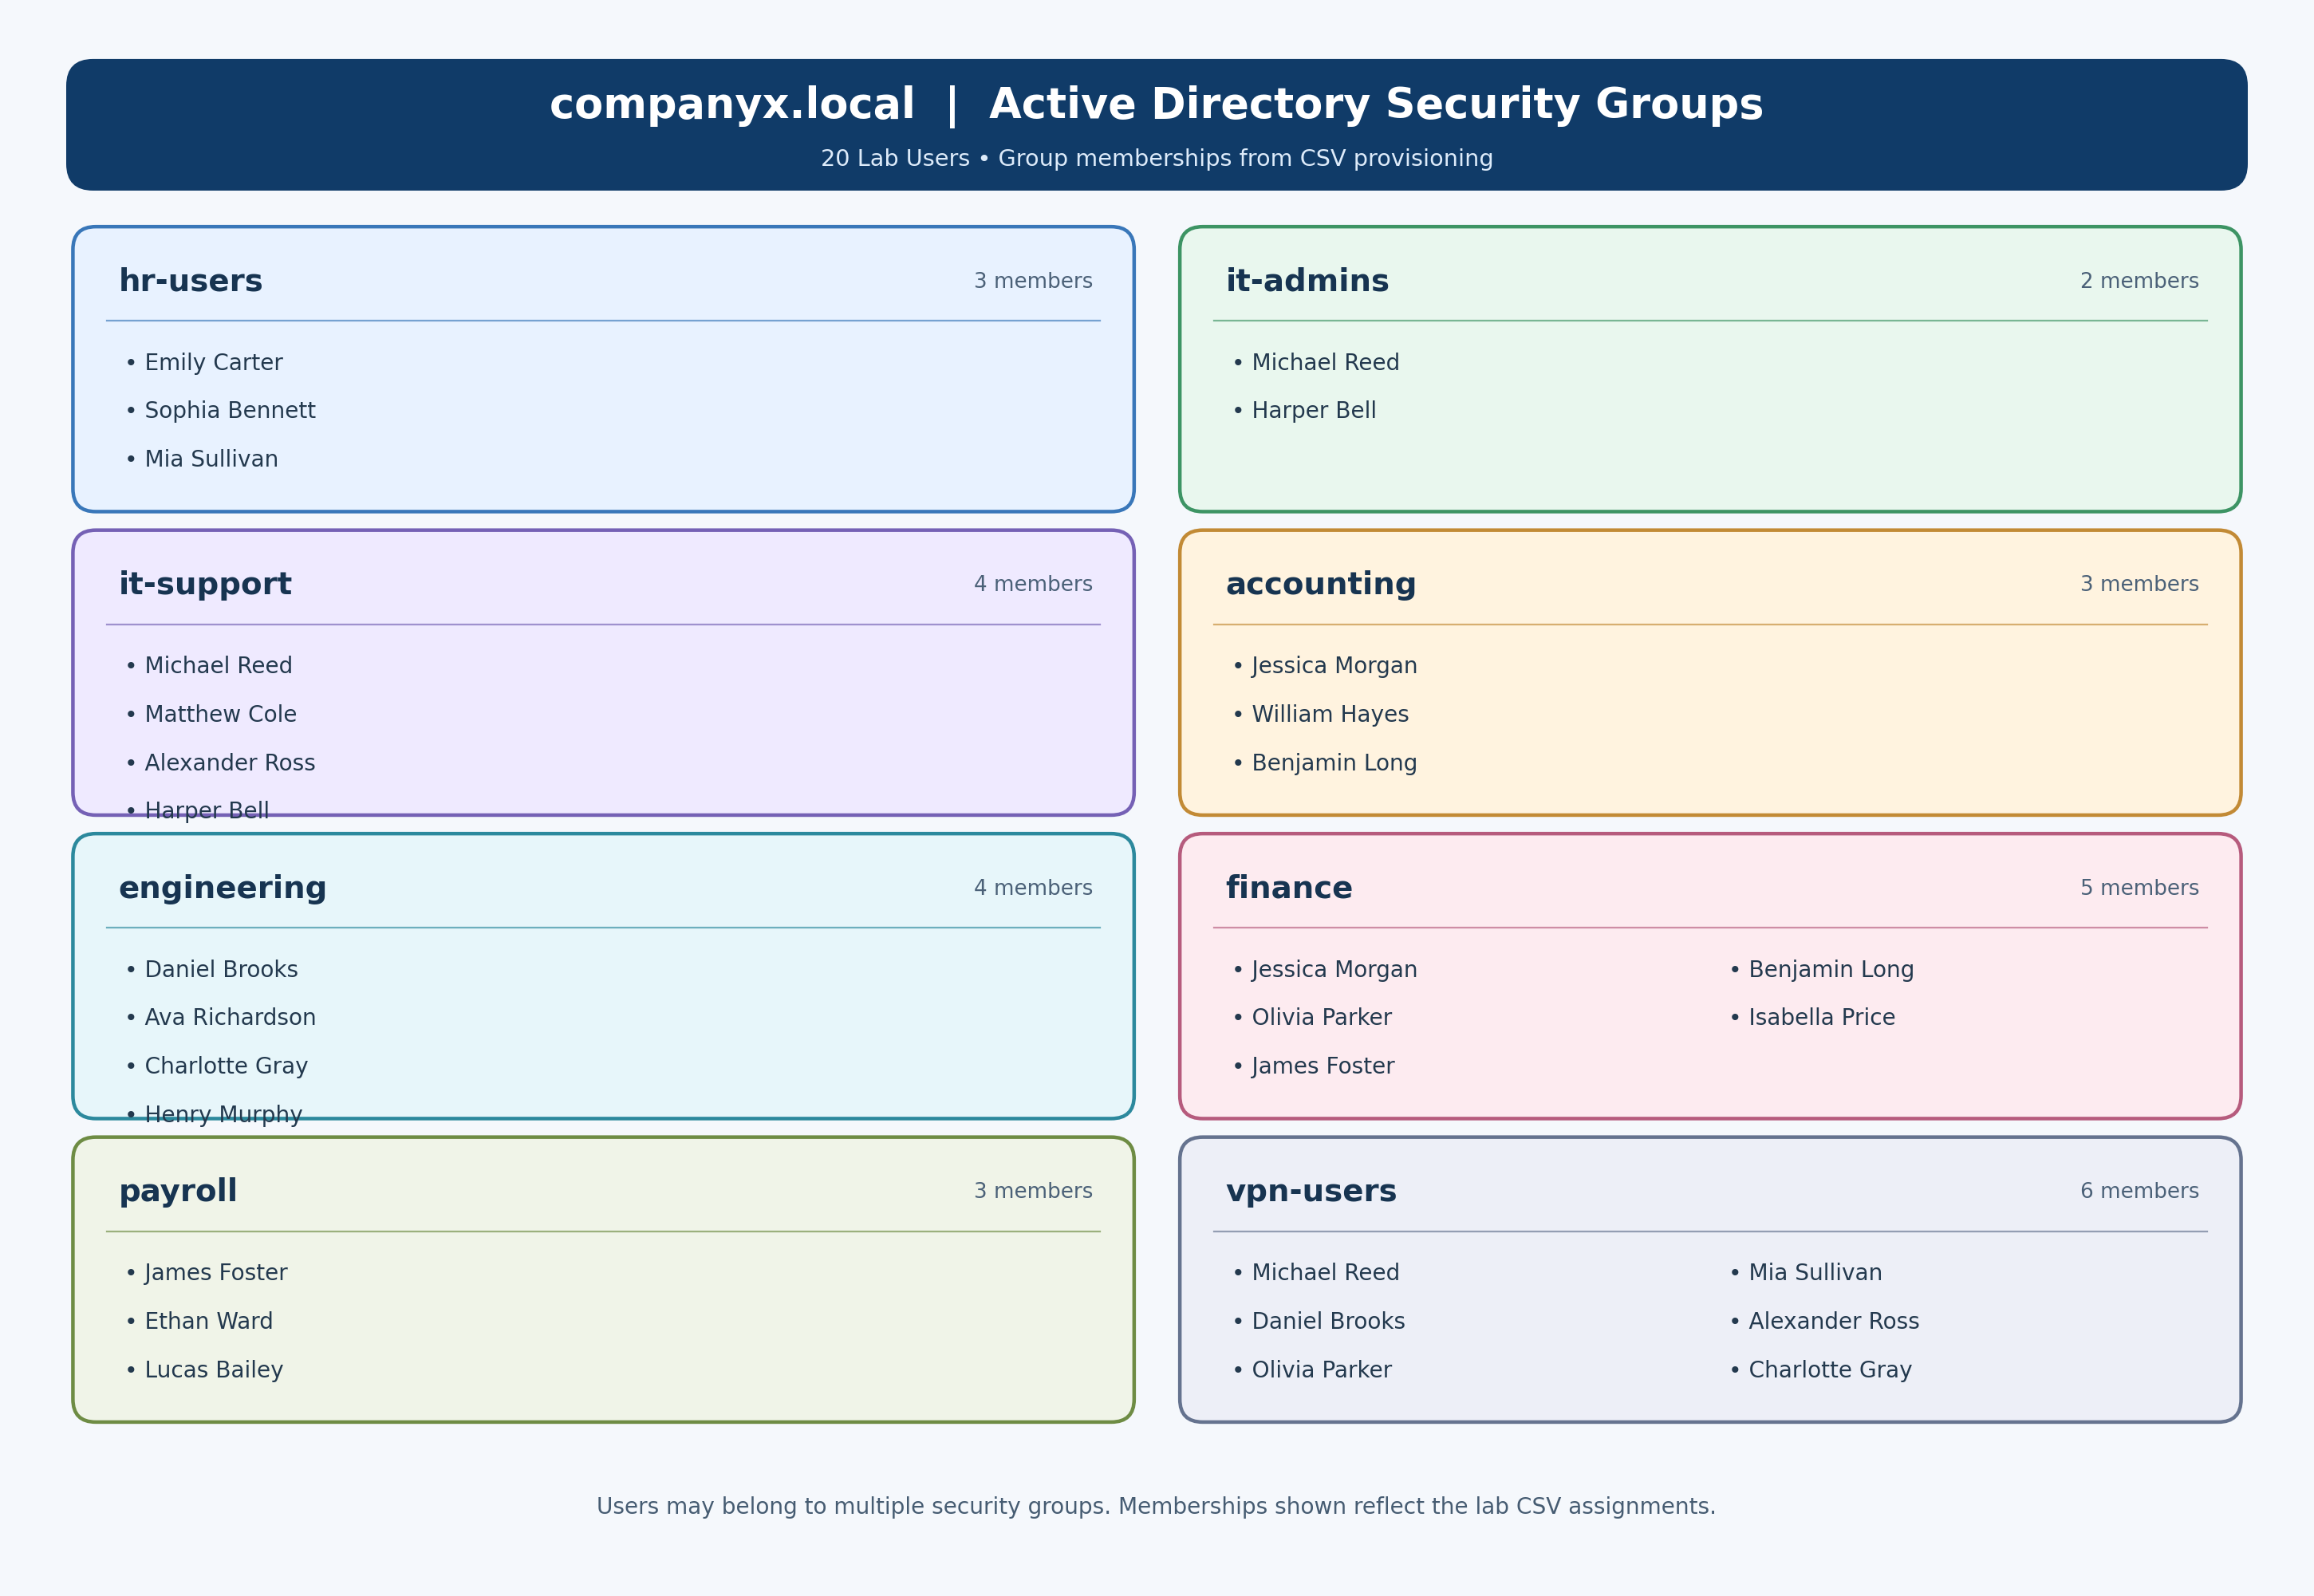 companyx.local | Active Directory Security Groups
20 Lab Users • Group memberships from CSV provisioning
hr-users
3 members
• Emily Carter
• Sophia Bennett
• Mia Sullivan
it-admins
2 members
• Michael Reed
• Harper Bell
it-support
4 members
• Michael Reed
• Matthew Cole
• Alexander Ross
• Harper Bell
accounting
3 members
• Jessica Morgan
• William Hayes
• Benjamin Long
engineering
4 members
• Daniel Brooks
• Ava Richardson
• Charlotte Gray
• Henry Murphy
finance
5 members
• Jessica Morgan
• Olivia Parker
• James Foster
• Benjamin Long
• Isabella Price
payroll
3 members
• James Foster
• Ethan Ward
• Lucas Bailey
vpn-users
6 members
• Michael Reed
• Daniel Brooks
• Olivia Parker
• Mia Sullivan
• Alexander Ross
• Charlotte Gray
Users may belong to multiple security groups. Memberships shown reflect the lab CSV assignments.